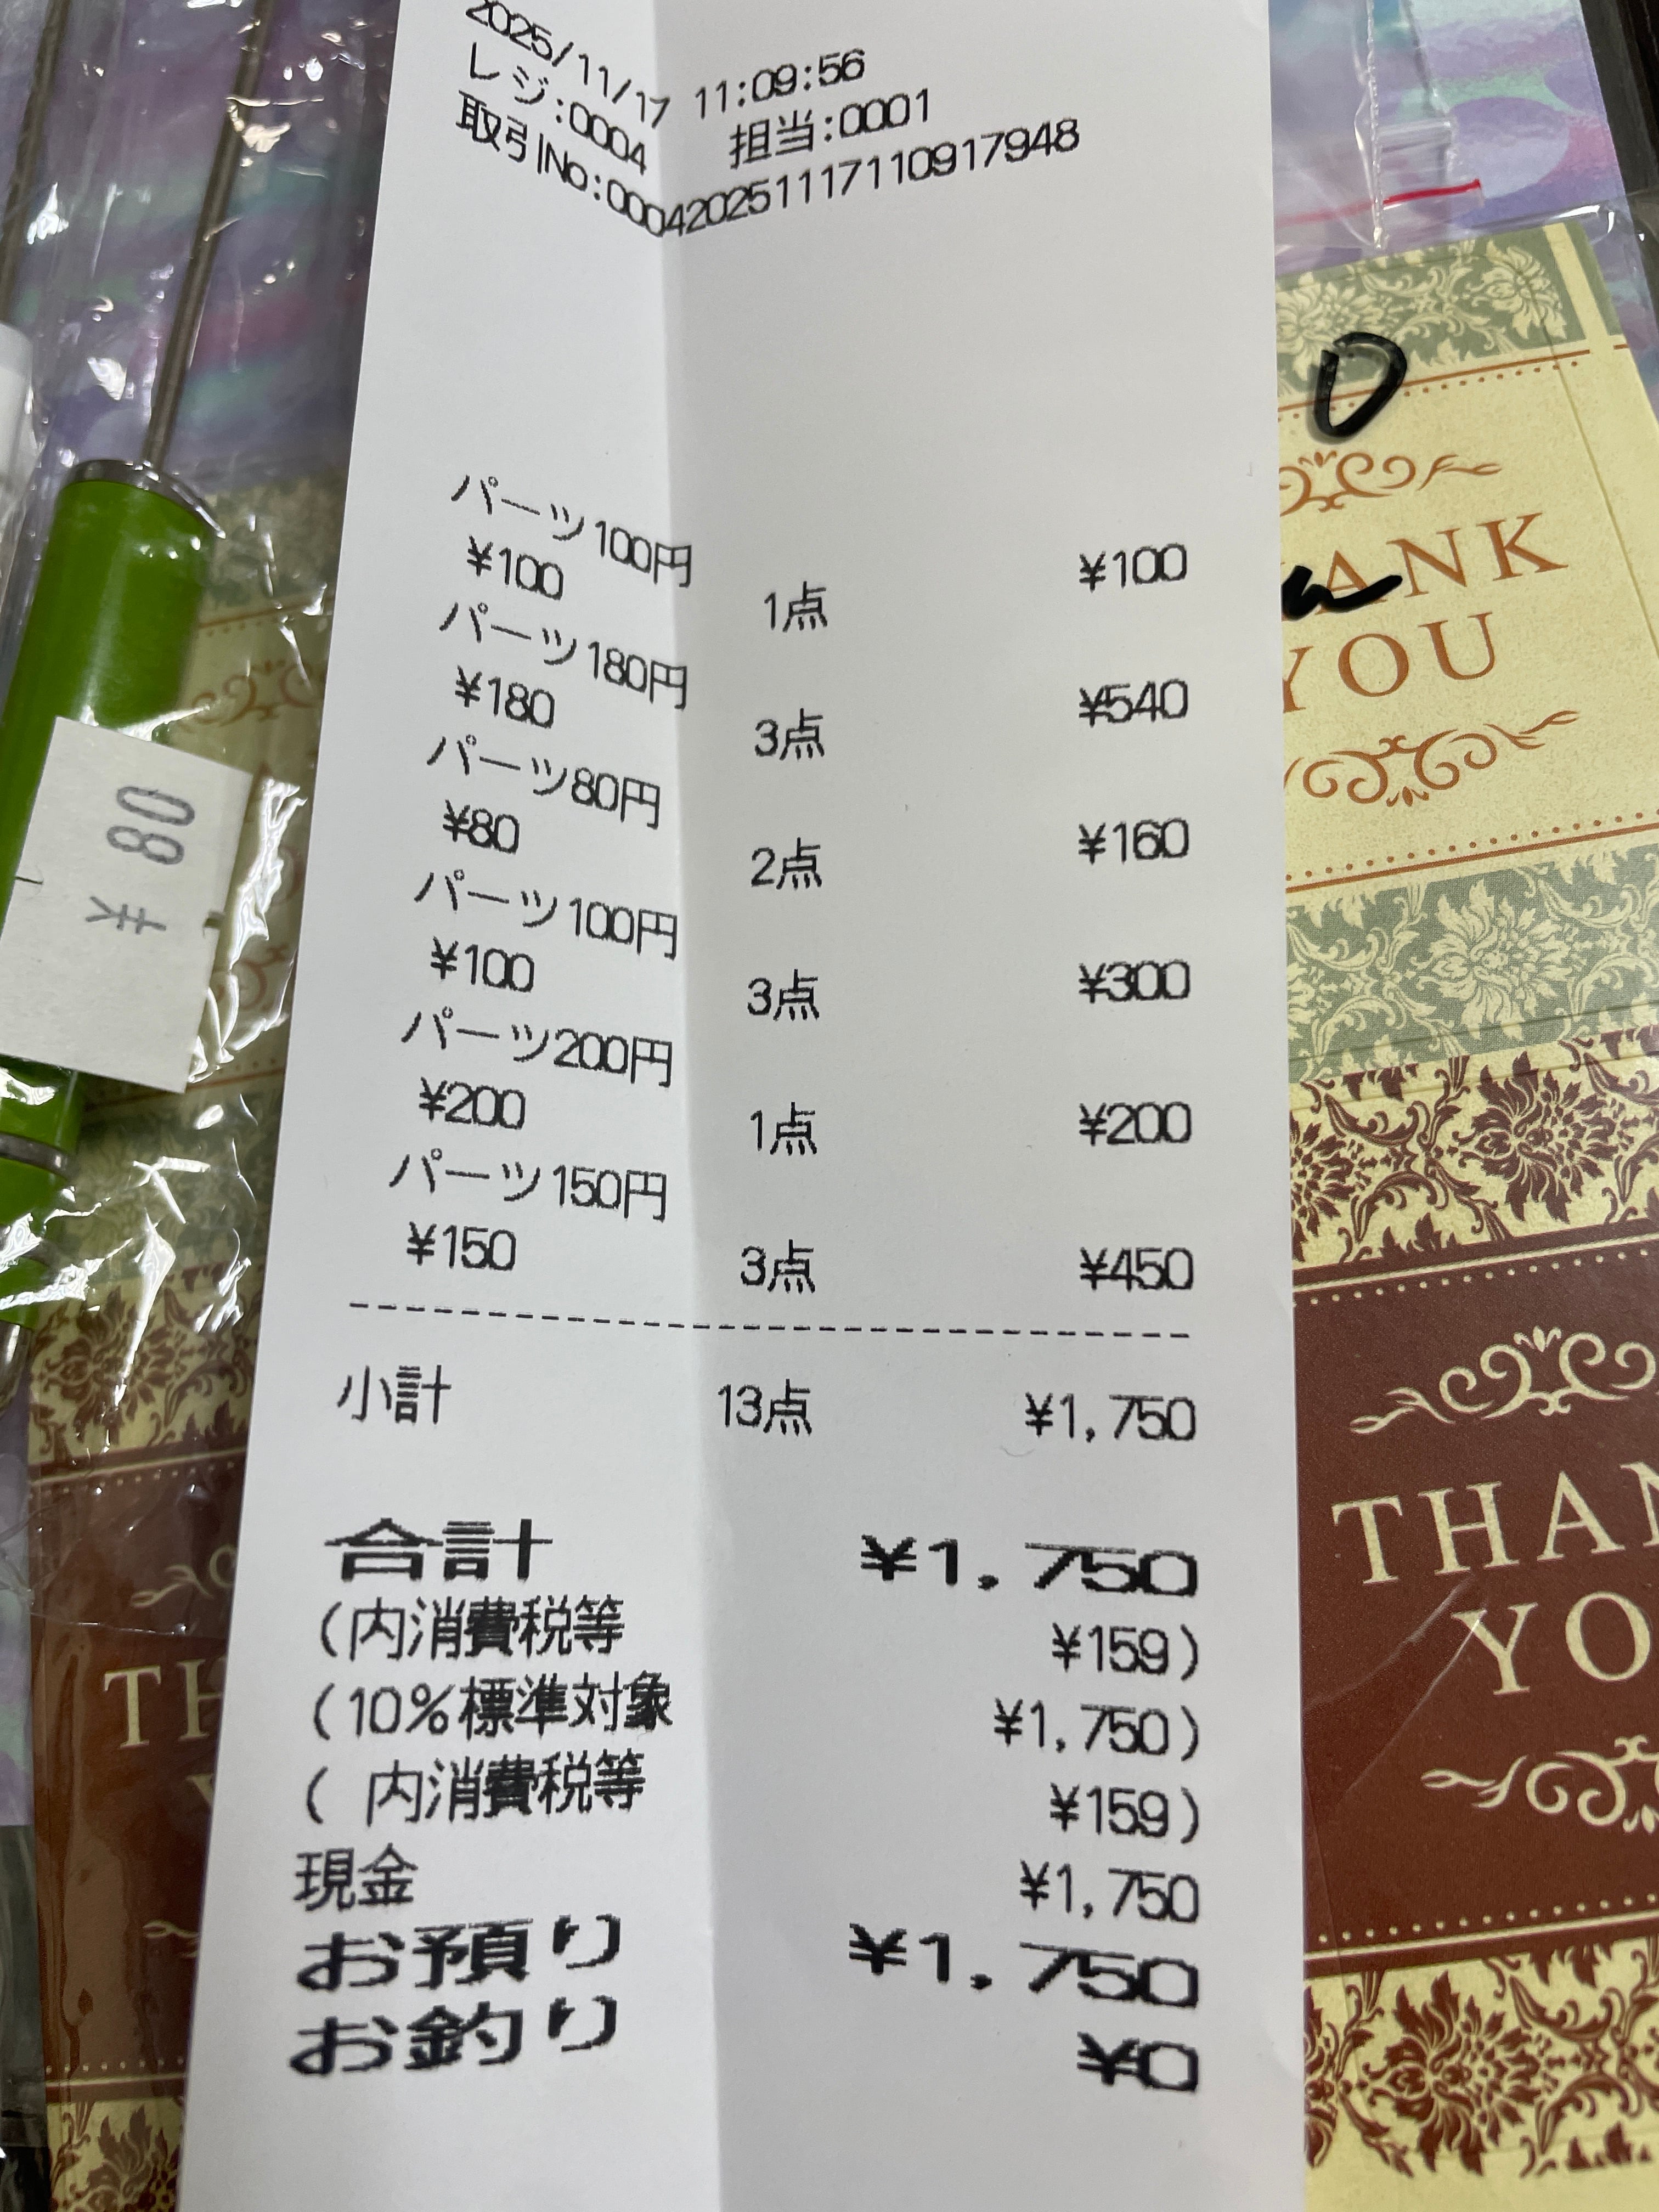 2025/11/17 11:09:56
レジ:0004 担当:0001
取引No:00042025111711091​7948
パーツ100円
¥100 1点 ¥100
パーツ180円
¥180 3点 ¥540
パーツ80円
¥80 2点 ¥160
パーツ100円
¥100 3点 ¥300
パーツ200円
¥200 1点 ¥200
パーツ150円
¥150 3点 ¥450
小計 13点 ¥1,750
合計 ¥1,750
(内消費税等 ¥159)
(10%標準対象 ¥1,750)
( 内消費税等 ¥159)
現金 ¥1,750
お預り ¥1,750
お釣り ¥0
¥80
THANK
YOU